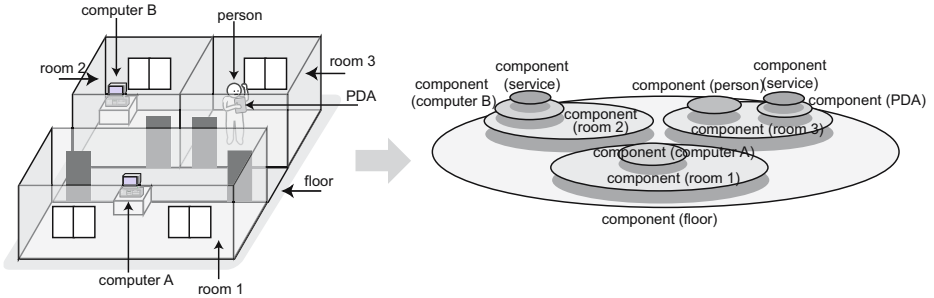 computer B
person
room 2
room 3
PDA
floor
computer A
room 1
component
(service)
component
(computer B)
component
(room 2)
component (person)
component
(service)
component (PDA)
component (room 3)
component (computer A)
component (room 1)
component (floor)